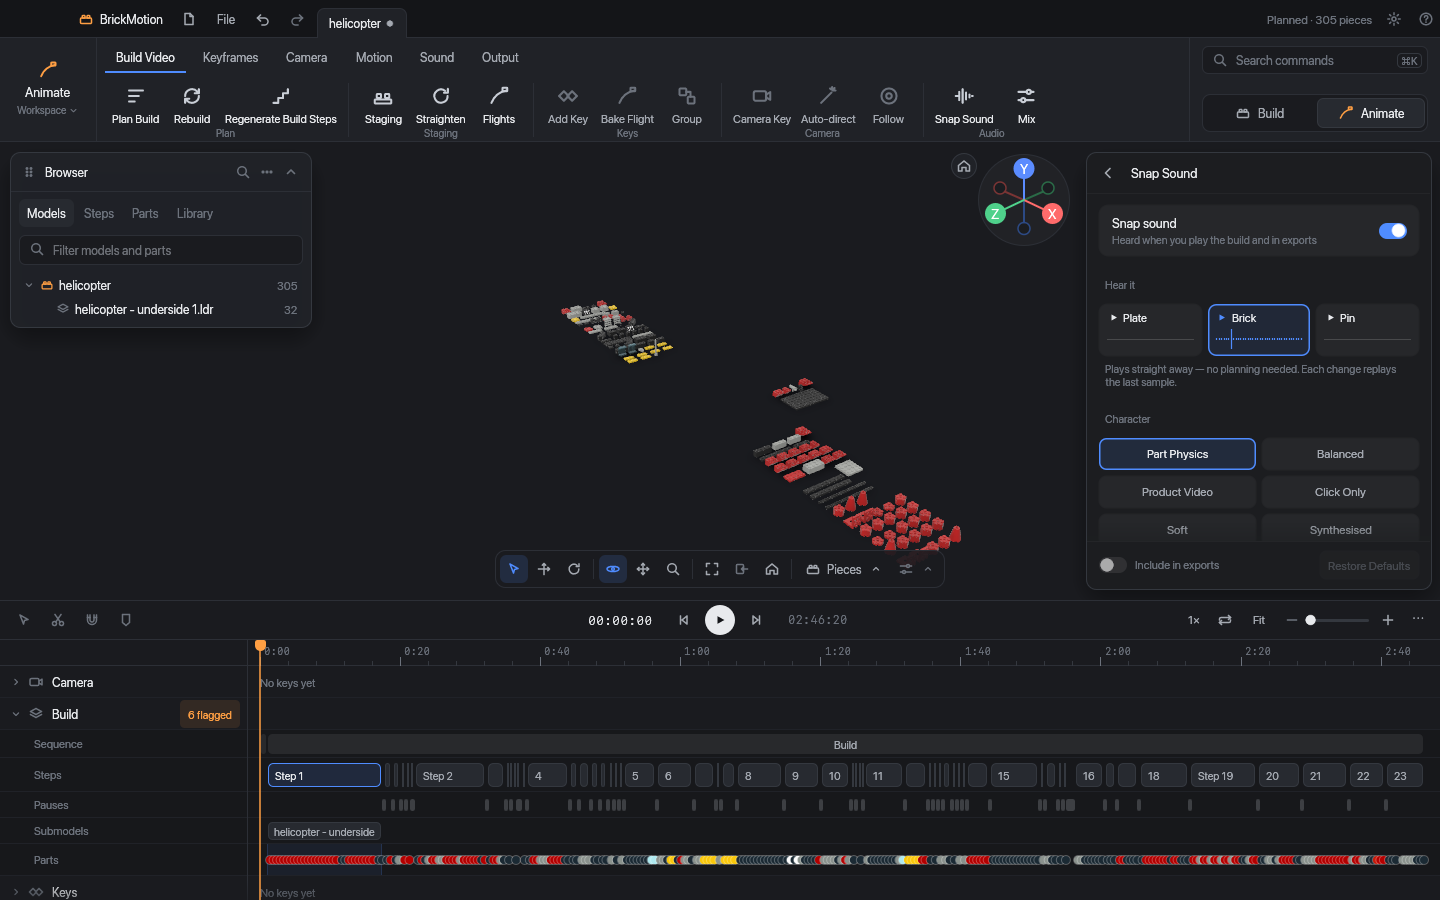 BrickMotion
File
helicopter
Planned · 305 pieces
Animate
Workspace
Build Video
Keyframes
Camera
Motion
Sound
Output
Search commands
⌘K
Plan Build
Rebuild
Regenerate Build Steps
Plan
Staging
Straighten
Flights
Staging
Add Key
Bake Flight
Group
Keys
Camera Key
Auto-direct
Follow
Camera
Snap Sound
Mix
Audio
Build
Animate
Browser
Models
Steps
Parts
Library
Filter models and parts
helicopter
305
helicopter - underside 1.ldr
32
Y
Z
X
Snap Sound
Snap sound
Heard when you play the build and in exports
Hear it
Plate
Brick
Pin
Plays straight away — no planning needed. Each change replays
the last sample.
Character
Part Physics
Balanced
Product Video
Click Only
Soft
Synthesised
Include in exports
Restore Defaults
Pieces
00:00:00
02:46:20
1×
Fit
0:00
0:20
0:40
1:00
1:20
1:40
2:00
2:20
2:40
Camera
No keys yet
Build
6 flagged
Sequence
Build
Steps
Step 1
Step 2
4
5
6
8
9
10
11
15
16
18
Step 19
20
21
22
23
Pauses
Submodels
helicopter - underside
Parts
Keys
No keys yet